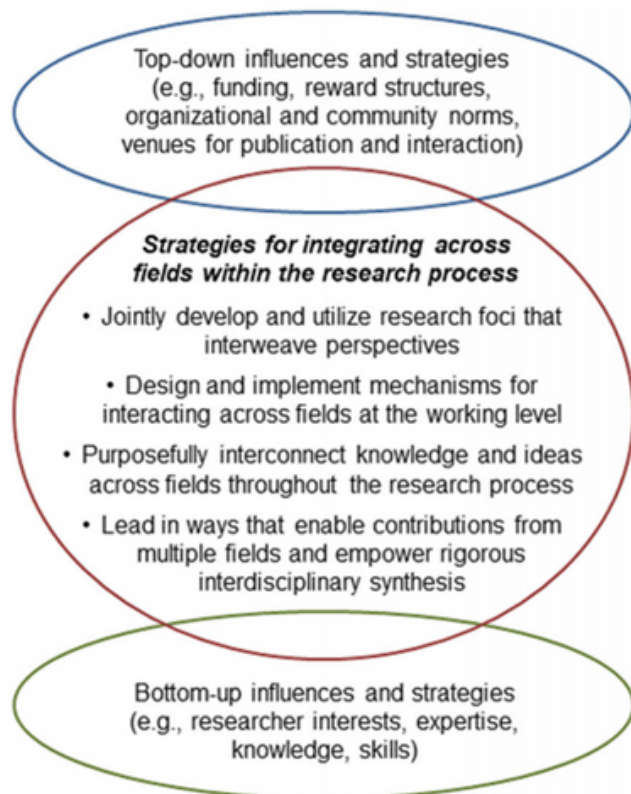 Top-down influences and strategies
(e.g., funding, reward structures,
organizational and community norms,
venues for publication and interaction)
Strategies for integrating across
fields within the research process
• Jointly develop and utilize research foci that
interweave perspectives
• Design and implement mechanisms for
interacting across fields at the working level
• Purposefully interconnect knowledge and ideas
across fields throughout the research process
• Lead in ways that enable contributions from
multiple fields and empower rigorous
interdisciplinary synthesis
Bottom-up influences and strategies
(e.g., researcher interests, expertise,
knowledge, skills)